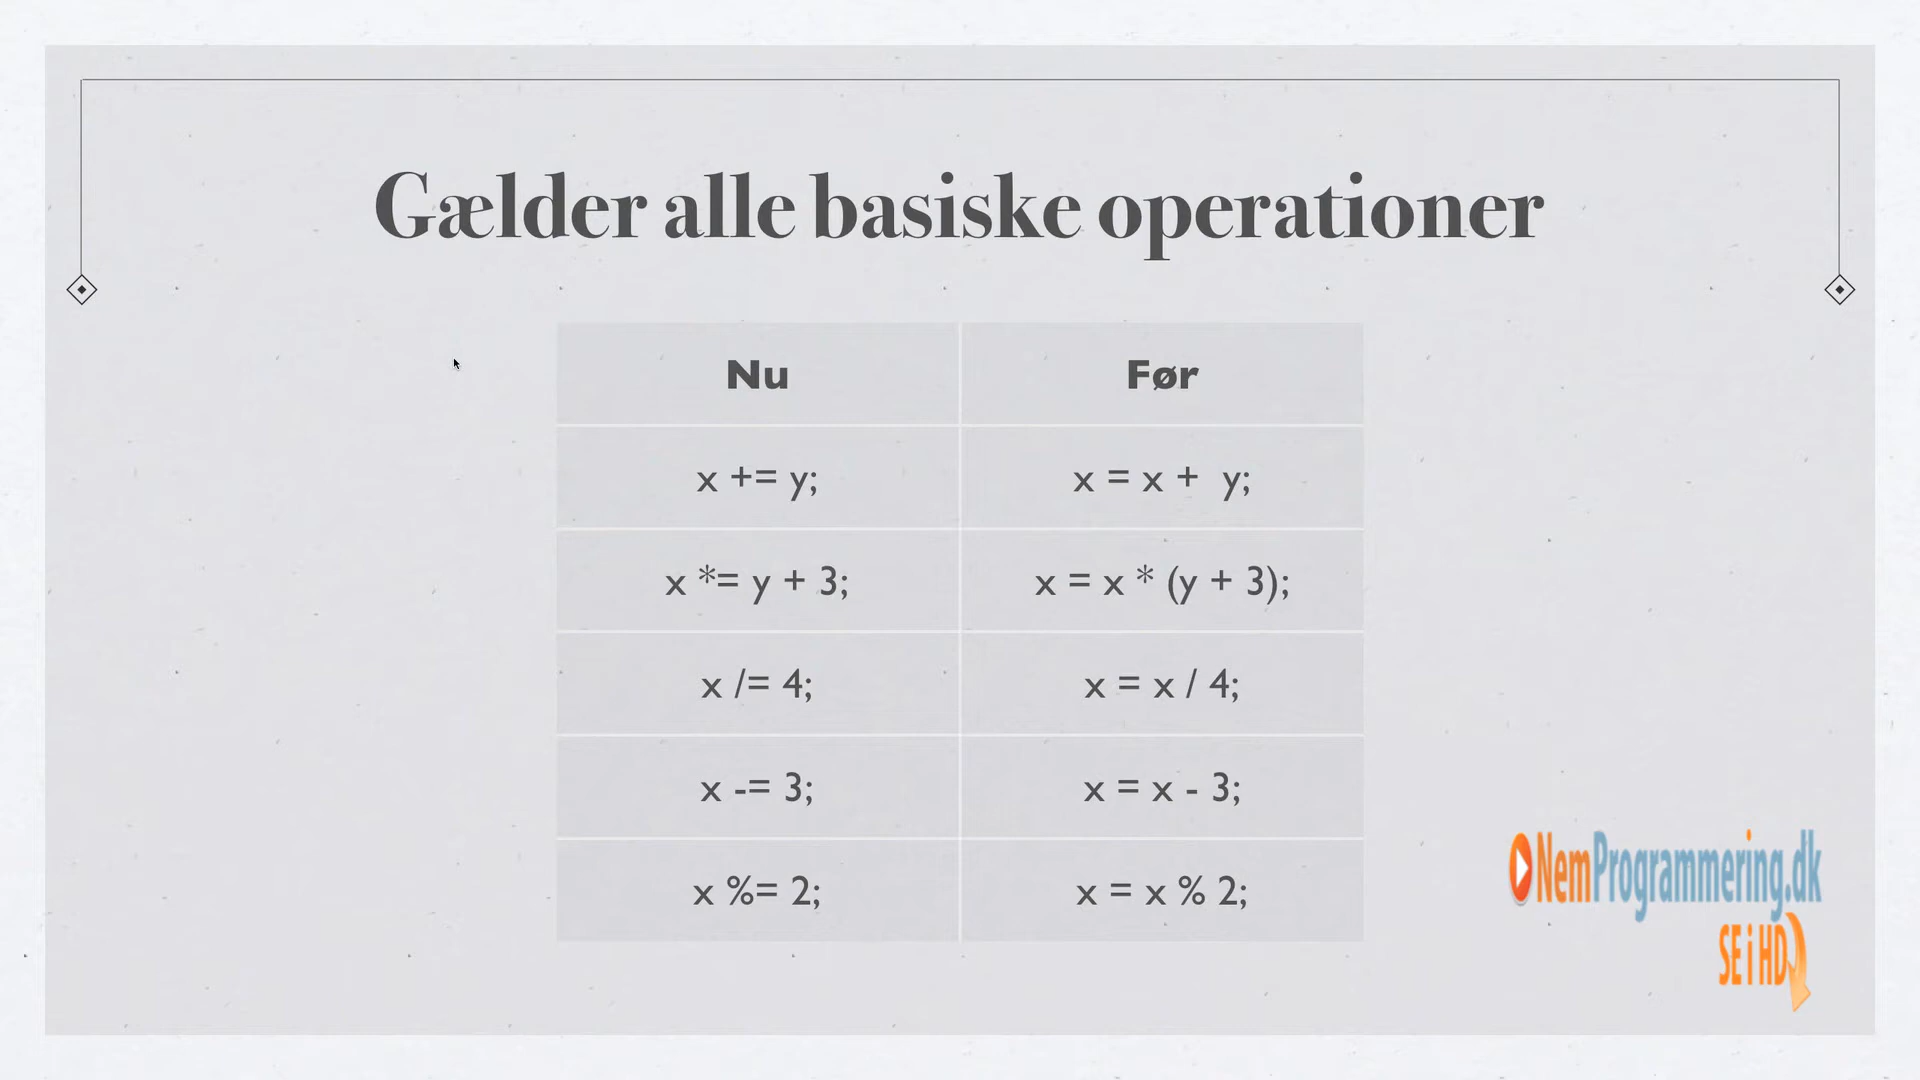 Gælder alle basiske operationer
Nu Før
x += y; x = x + y;
x *= y + 3; x = x * (y + 3);
x /= 4; x = x / 4;
x -= 3; x = x - 3;
x %= 2; x = x % 2;
NemProgrammering.dk
SE i HD